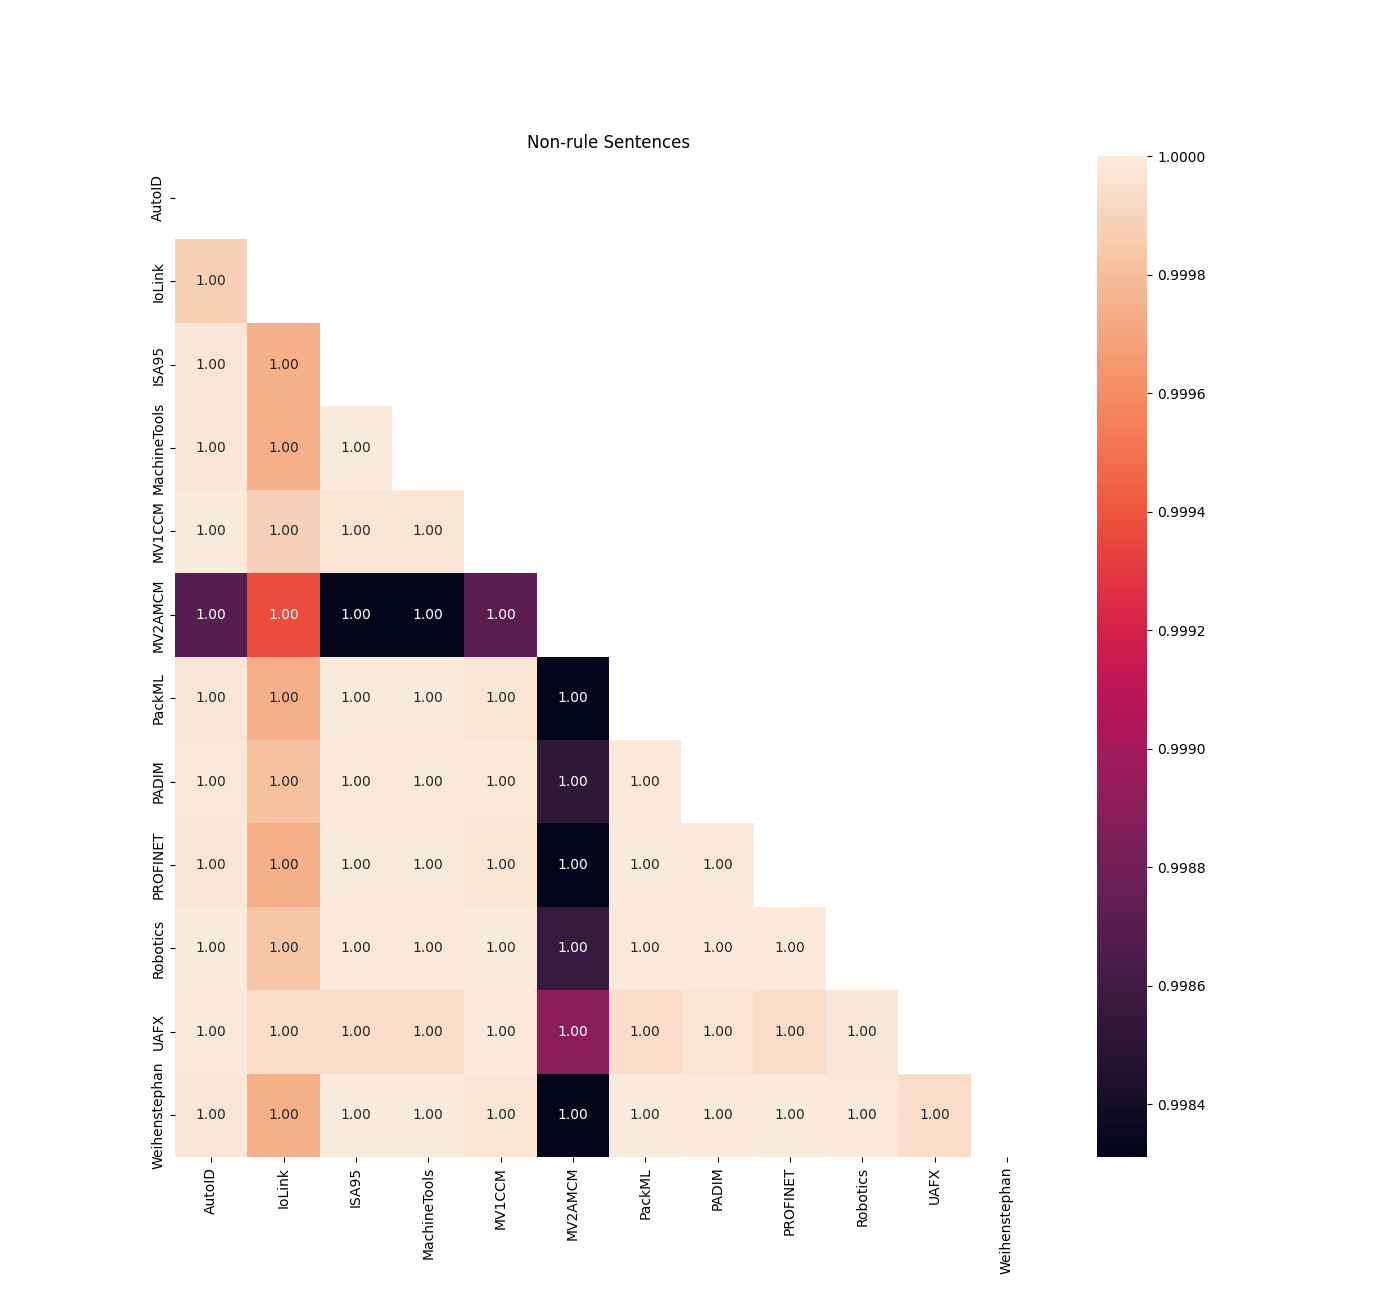 Non-rule Sentences
AutoID
IoLink 1.00
ISA95 1.00 1.00
MachineTools 1.00 1.00 1.00
MV1CCM 1.00 1.00 1.00 1.00
MV2AMCM 1.00 1.00 1.00 1.00 1.00
PackML 1.00 1.00 1.00 1.00 1.00 1.00
PADIM 1.00 1.00 1.00 1.00 1.00 1.00 1.00
PROFINET 1.00 1.00 1.00 1.00 1.00 1.00 1.00 1.00
Robotics 1.00 1.00 1.00 1.00 1.00 1.00 1.00 1.00 1.00
UAFX 1.00 1.00 1.00 1.00 1.00 1.00 1.00 1.00 1.00 1.00
Weihenstephan 1.00 1.00 1.00 1.00 1.00 1.00 1.00 1.00 1.00 1.00 1.00
AutoID IoLink ISA95 MachineTools MV1CCM MV2AMCM PackML PADIM PROFINET Robotics UAFX Weihenstephan
1.0000
0.9998
0.9996
0.9994
0.9992
0.9990
0.9988
0.9986
0.9984